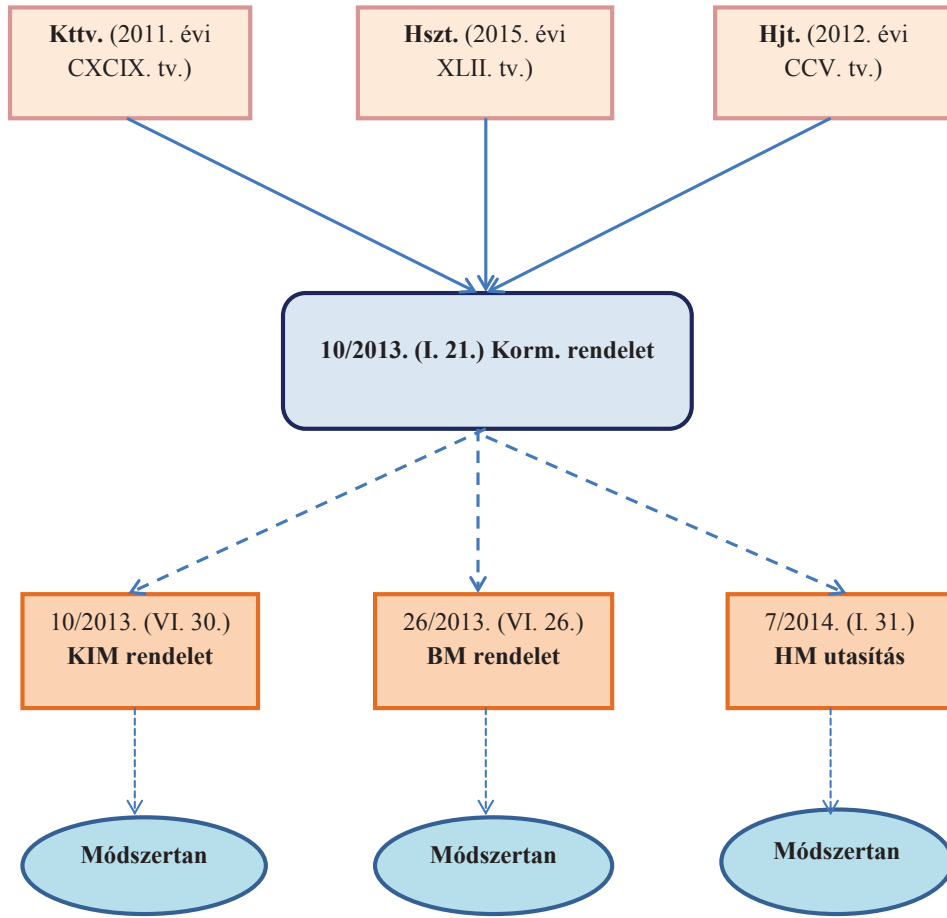 Kttv. (2011. évi
CXCIX. tv.)
Hszt. (2015. évi
XLII. tv.)
Hjt. (2012. évi
CCV. tv.)
10/2013. (I. 21.) Korm. rendelet
10/2013. (VI. 30.)
KIM rendelet
26/2013. (VI. 26.)
BM rendelet
7/2014. (I. 31.)
HM utasítás
Módszertan
Módszertan
Módszertan